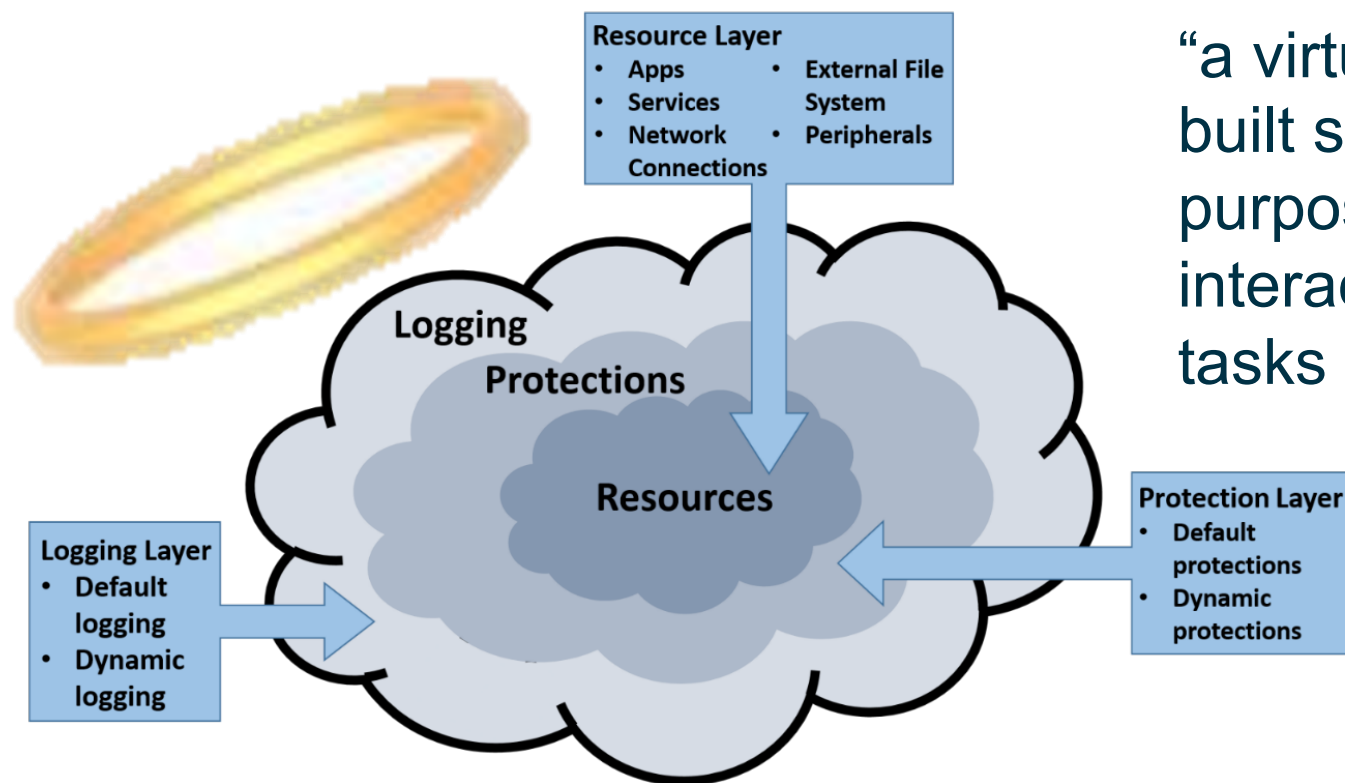 Resource Layer
• Apps
• Services
• Network
Connections
• External File
System
• Peripherals
“a virtu
built s
purpos
interac
tasks
Logging
Protections
Resources
Logging Layer
• Default
logging
• Dynamic
logging
Protection Layer
• Default
protections
• Dynamic
protections